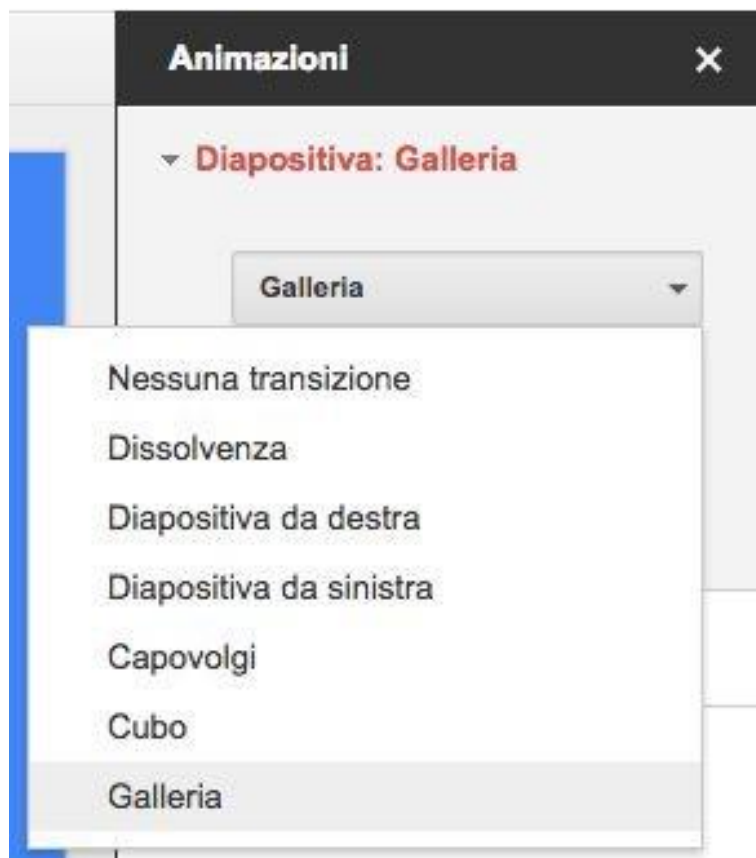 Animazioni
Diapositiva: Galleria
Galleria
Nessuna transizione
Dissolvenza
Diapositiva da destra
Diapositiva da sinistra
Capovolgi
Cubo
Galleria